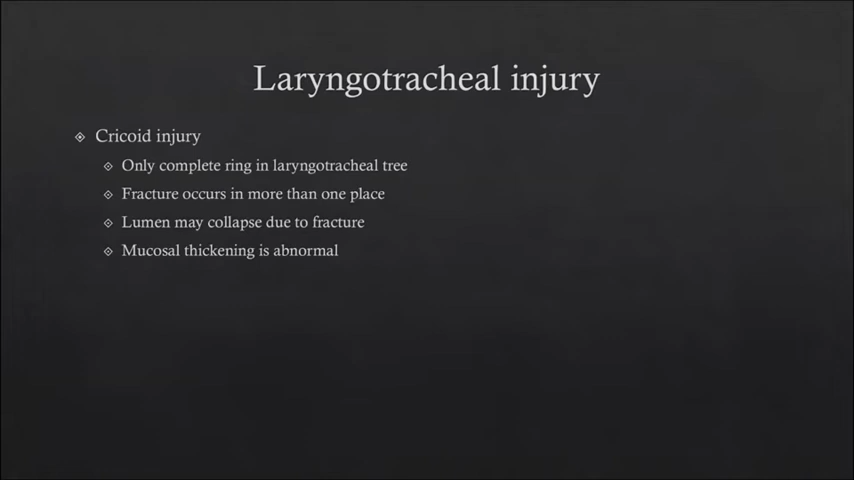 Laryngotracheal injury
Cricoid injury
Only complete ring in laryngotracheal tree
Fracture occurs in more than one place
Lumen may collapse due to fracture
Mucosal thickening is abnormal